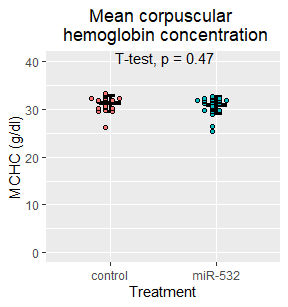 Mean corpuscular
hemoglobin concentration
T-test, p = 0.47
MCHC (g/dl)
40
30
20
10
0
control miR-532
Treatment